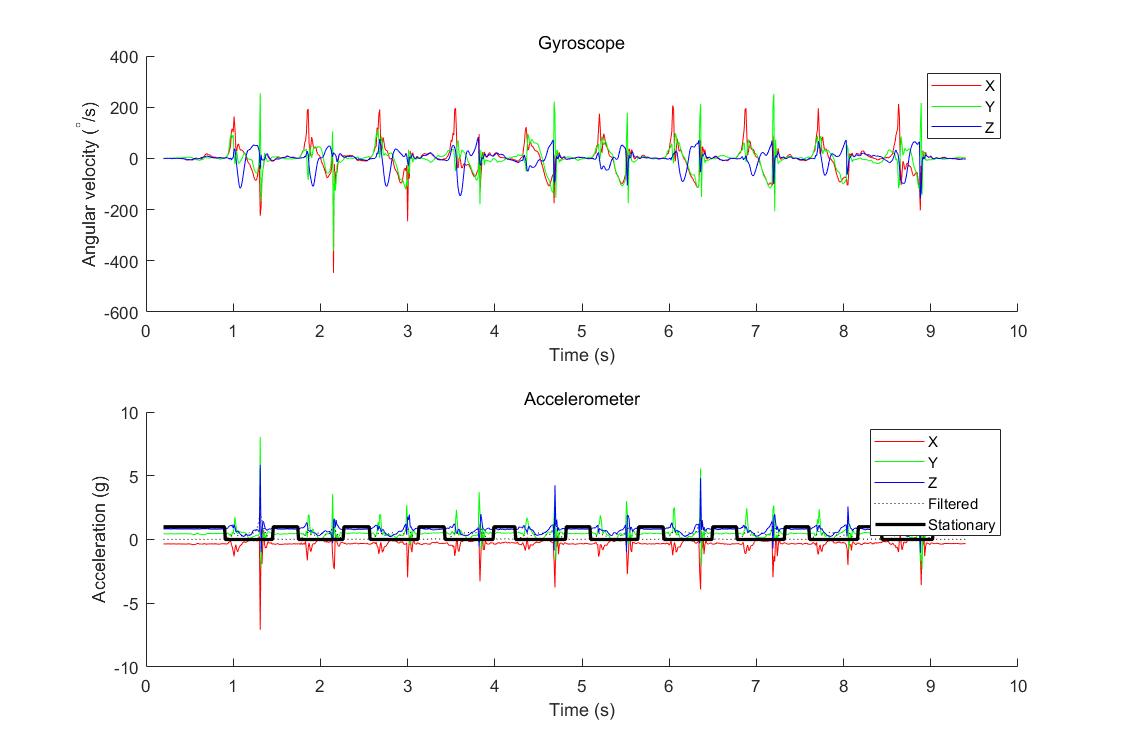 Gyroscope
400
200
0
-200
-400
-600
Angular velocity (°/s)
X
Y
Z
0 1 2 3 4 5 6 7 8 9 10
Time (s)
Accelerometer
10
5
0
-5
-10
Acceleration (g)
X
Y
Z
Filtered
Stationary
0 1 2 3 4 5 6 7 8 9 10
Time (s)